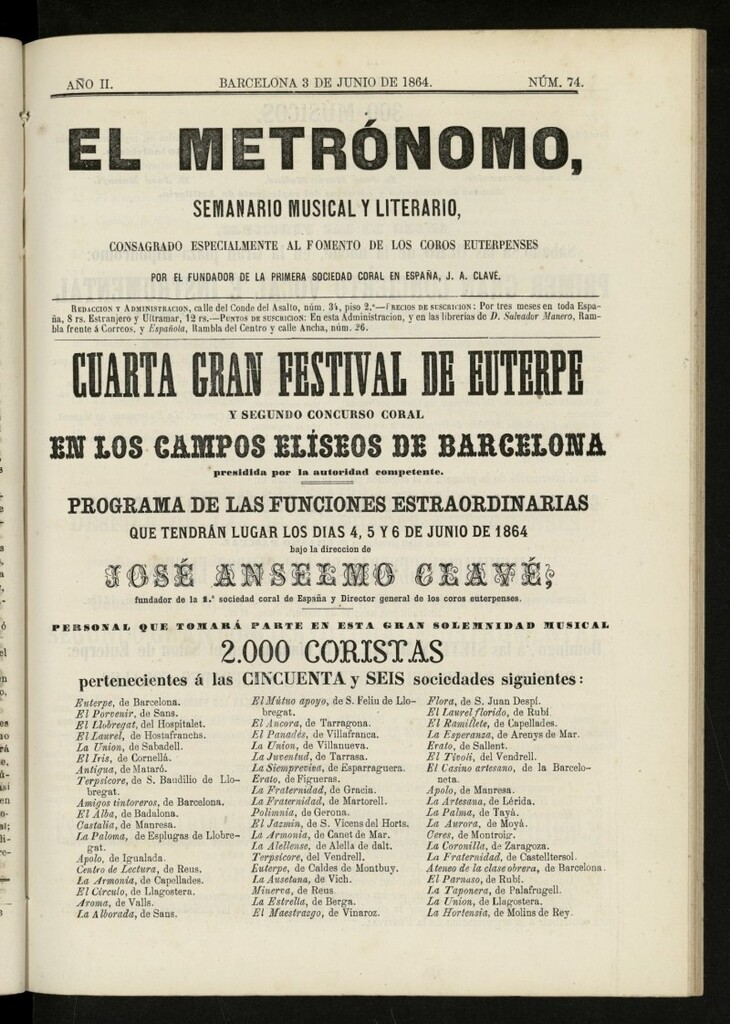 AÑO II. BARCELONA 3 DE JUNIO DE 1864. NÚM. 74.
EL METRÓNOMO,
SEMANARIO MUSICAL Y LITERARIO,
CONSAGRADO ESPECIALMENTE AL FOMENTO DE LOS COROS EUTERPENSES
POR EL FUNDADOR DE LA PRIMERA SOCIEDAD CORAL EN ESPAÑA, J. A. CLAVÉ.
REDACCION Y ADMINISTRACION, calle del Conde del Asalto, núm. 34, piso 2.º—PRECIOS DE SUSCRICION: Por tres meses en toda Espa-
ña, 8 rs. Estranjero y Ultramar, 12 rs.—PUNTOS DE SUSCRICION: En esta Administracion, y en las librerías de D. Salvador Manero, Ram-
bla frente á Correos, y Española, Rambla del Centro y calle Ancha, núm. 26.
CUARTA GRAN FESTIVAL DE EUTERPE
Y SEGUNDO CONCURSO CORAL
EN LOS CAMPOS ELÍSEOS DE BARCELONA
presidida por la autoridad competente.
PROGRAMA DE LAS FUNCIONES ESTRAORDINARIAS
QUE TENDRÁN LUGAR LOS DIAS 4, 5 Y 6 DE JUNIO DE 1864
bajo la direccion de
JOSÉ ANSELMO CLAVÉ,
fundador de la 1.ª sociedad coral de España y Director general de los coros euterpenses.
PERSONAL QUE TOMARÁ PARTE EN ESTA GRAN SOLEMNIDAD MUSICAL
2.000 CORISTAS
pertenecientes á las CINCUENTA y SEIS sociedades siguientes:
Euterpe, de Barcelona.
El Porvenir, de Sans.
El Llobregat, del Hospitalet.
El Laurel, de Hostafranchs.
La Union, de Sabadell.
El Iris, de Cornellá.
Antigua, de Mataró.
Terpsícore, de S. Baudilio de Llo-
bregat.
Amigos tintoreros, de Barcelona.
El Alba, de Badalona.
Castalia, de Manresa.
La Paloma, de Esplugas de Llobre-
gat.
Apolo, de Igualada.
Centro de Lectura, de Reus.
La Armonía, de Capellades.
El Círculo, de Llagostera.
Aroma, de Valls.
La Alborada, de Sans.
El Mútuo apoyo, de S. Feliu de Llo-
bregat.
El Ancora, de Tarragona.
El Panadés, de Villafranca.
La Union, de Villanueva.
La Juventud, de Tarrasa.
La Siempreviva, de Esparraguera.
Erato, de Figueras.
La Fraternidad, de Gracia.
La Fraternidad, de Martorell.
Polimnia, de Gerona.
El Jazmin, de S. Vicens del Horts.
La Armonía, de Canet de Mar.
La Alellense, de Alella de dalt.
Terpsícore, del Vendrell.
Euterpe, de Caldes de Montbuy.
La Ausetana, de Vich.
Minerva, de Reus.
La Estrella, de Berga.
El Maestrazgo, de Vinaroz.
Flora, de S. Juan Despí.
El Laurel florido, de Rubí.
El Ramillete, de Capellades.
La Esperanza, de Arenys de Mar.
Erato, de Sallent.
El Tívoli, del Vendrell.
El Casino artesano, de la Barcelo-
neta.
Apolo, de Manresa.
La Artesana, de Lérida.
La Palma, de Tayá.
La Aurora, de Moyá.
Ceres, de Montroig.
La Coronilla, de Zaragoza.
La Fraternidad, de Castelltersol.
Ateneo de la clase obrera, de Barcelona.
El Parnaso, de Rubí.
La Taponera, de Palafrugell.
La Union, de Llagostera.
La Hortensia, de Molins de Rey.